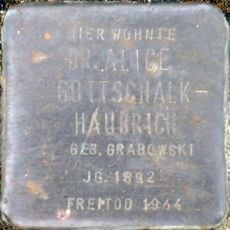 HIER WOHNTE
DR. ALICE
GOTTSCHALK-
HAUBRICH
GEB. GRABOWSKI
JG. 1892
FREITOD 1944